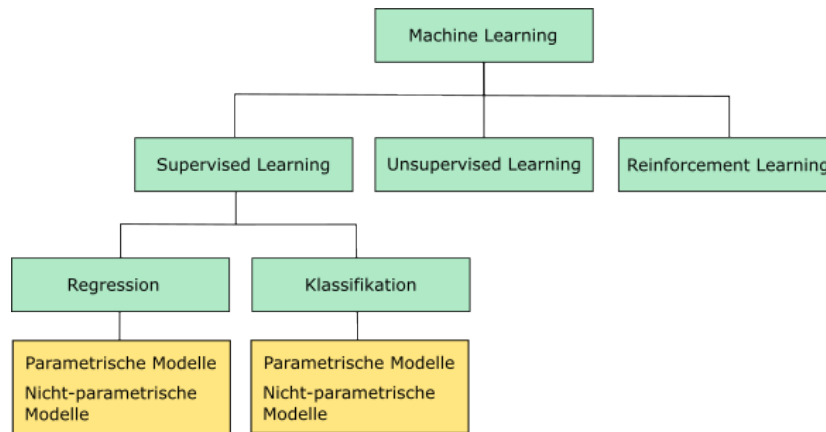 Machine Learning
Supervised Learning
Unsupervised Learning
Reinforcement Learning
Regression
Klassifikation
Parametrische Modelle
Nicht-parametrische
Modelle
Parametrische Modelle
Nicht-parametrische
Modelle